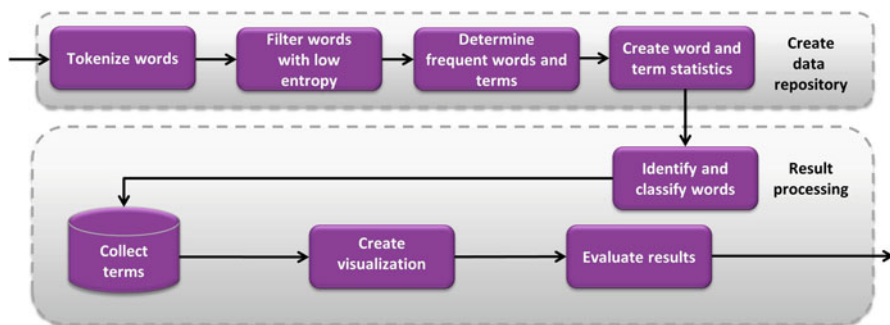 Tokenize words
Filter words
with low
entropy
Determine
frequent words and
terms
Create word and
term statistics
Create
data
repository
Identify and
classify words
Result
processing
Collect
terms
Create
visualization
Evaluate results